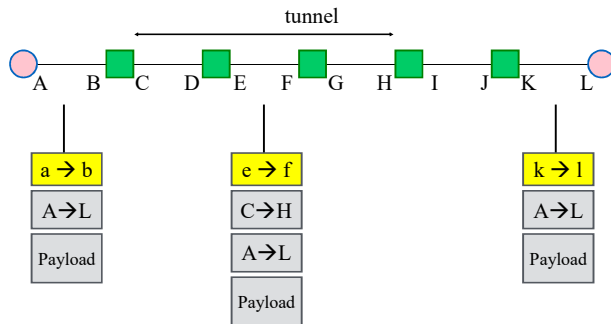 tunnel
A B C D E F G H I J K L
a → b
A→L
Payload
e → f
C→H
A→L
Payload
k → l
A→L
Payload